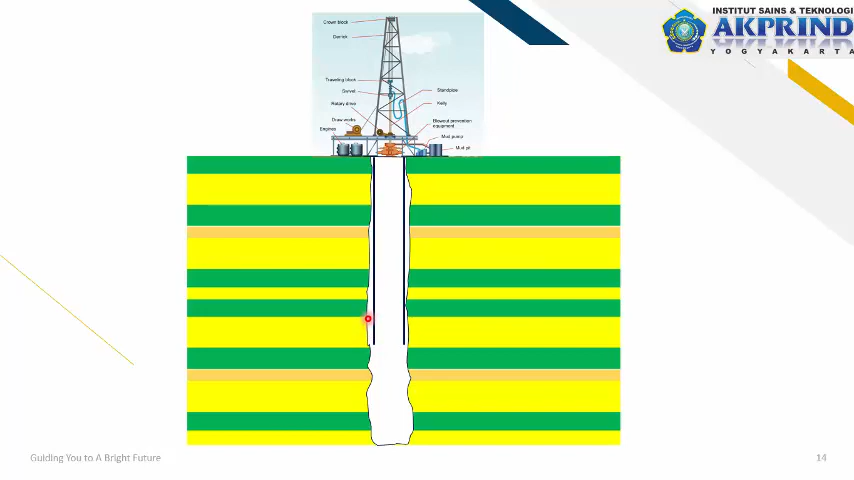 INSTITUT SAINS & TEKNOLOGI
AKPRIND
YOGYAKARTA
Crown block
Derrick
Traveling block
Swivel
Rotary drive
Draw works
Engines
Standpipe
Kelly
Blowout prevention
equipment
Mud pump
Mud pit
Guiding You to A Bright Future
14